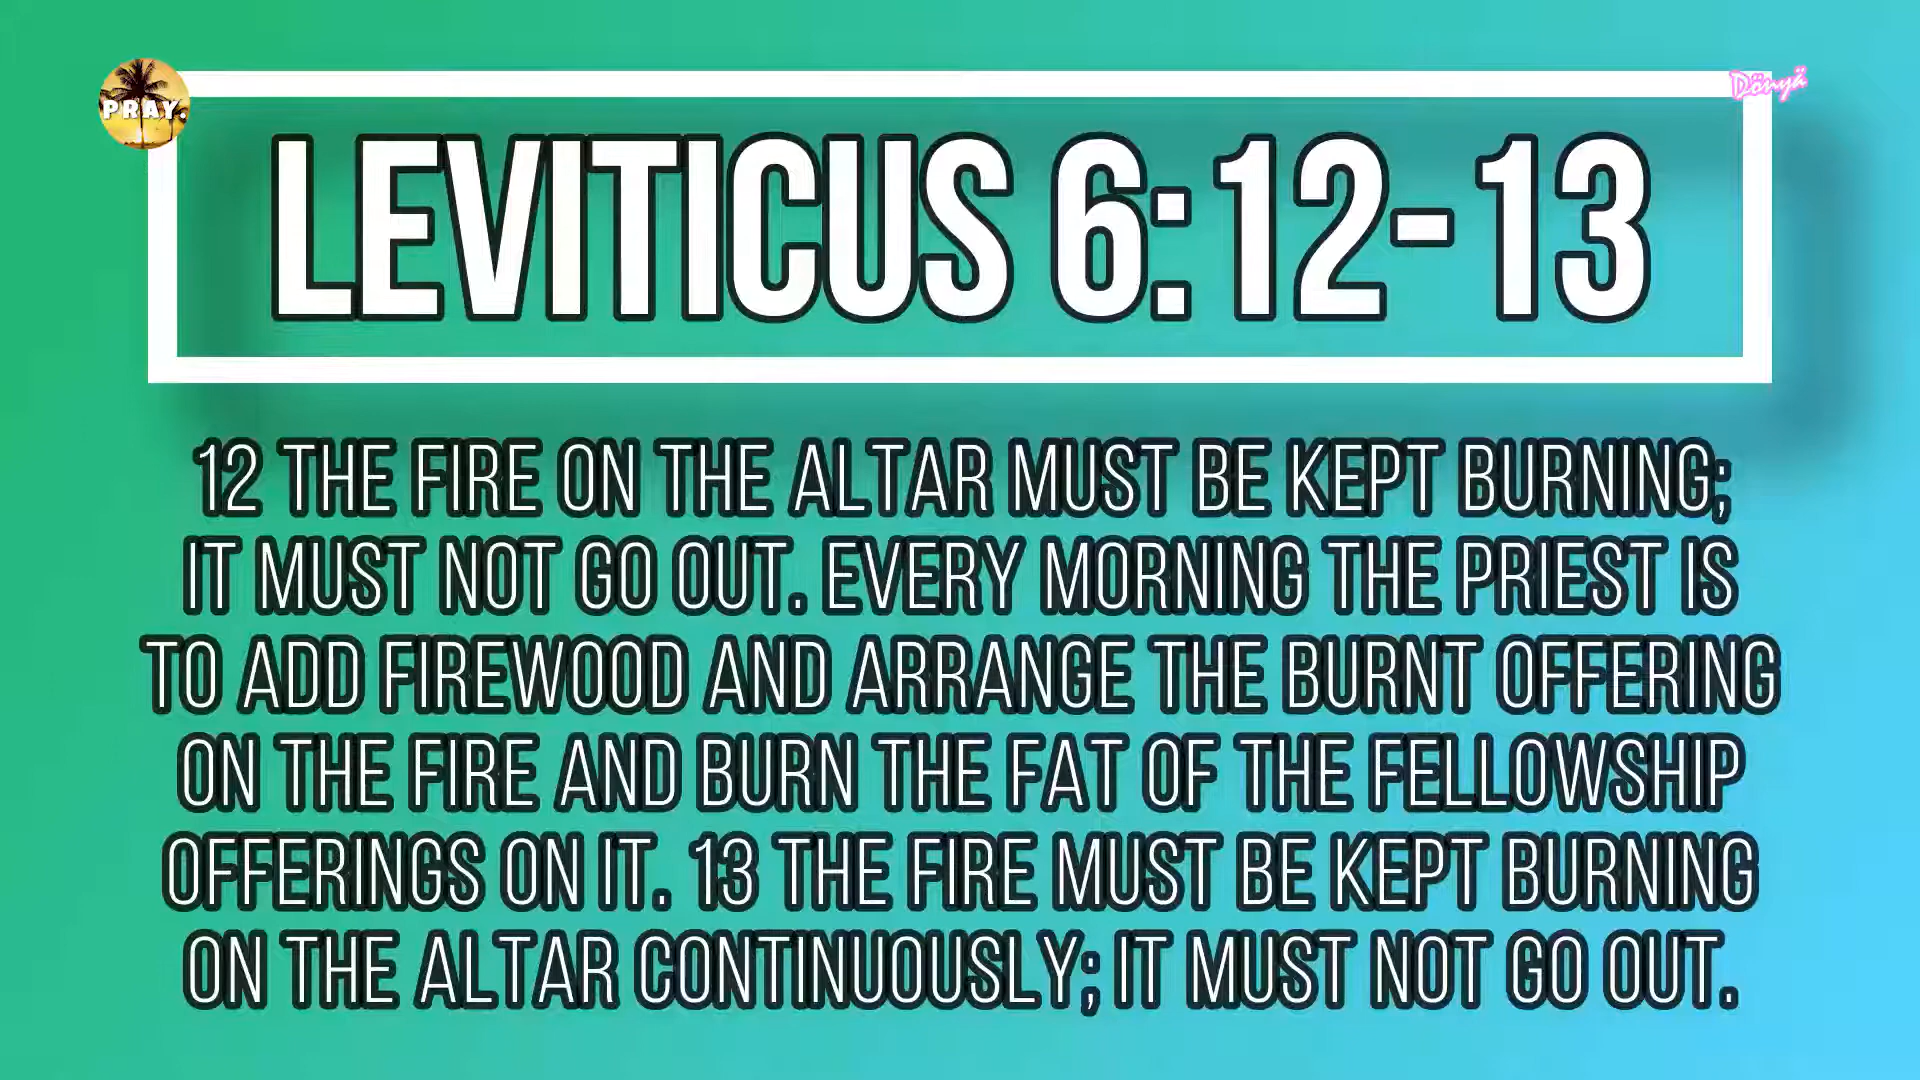 PRAY.
Dönyä
LEVITICUS 6:12-13
12 THE FIRE ON THE ALTAR MUST BE KEPT BURNING;
IT MUST NOT GO OUT. EVERY MORNING THE PRIEST IS
TO ADD FIREWOOD AND ARRANGE THE BURNT OFFERING
ON THE FIRE AND BURN THE FAT OF THE FELLOWSHIP
OFFERINGS ON IT. 13 THE FIRE MUST BE KEPT BURNING
ON THE ALTAR CONTINUOUSLY; IT MUST NOT GO OUT.